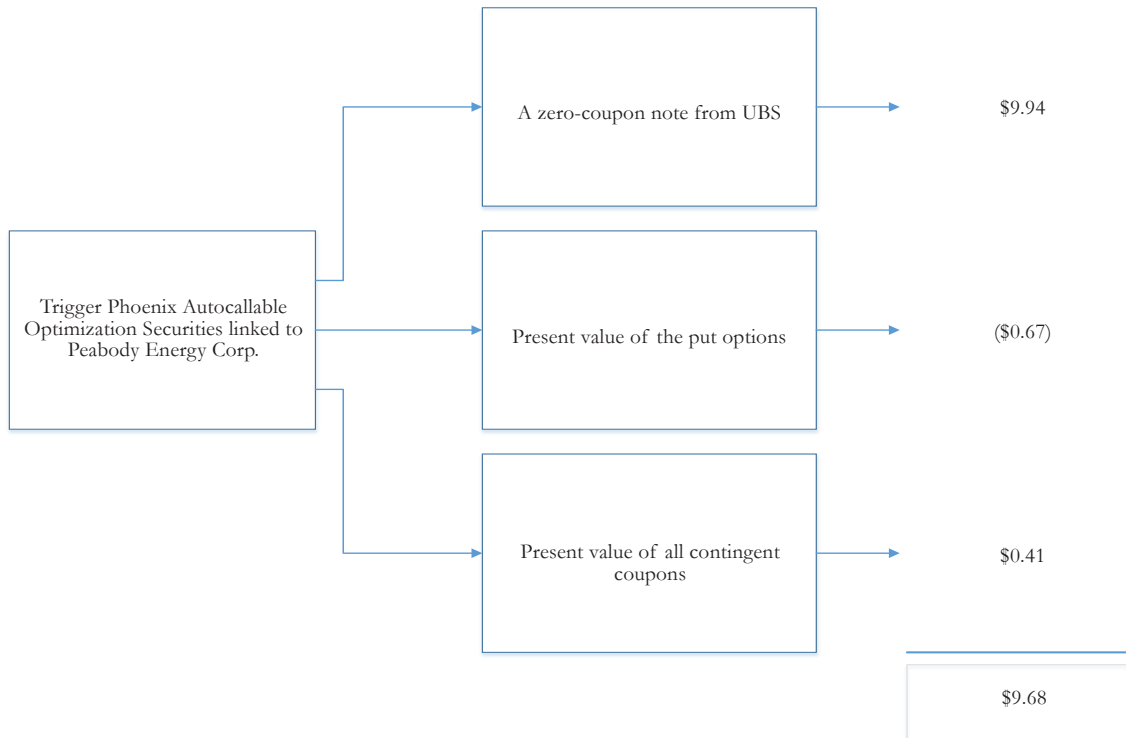 A zero-coupon note from UBS
$9.94
Trigger Phoenix Autocallable
Optimization Securities linked to
Peabody Energy Corp.
Present value of the put options
($0.67)
Present value of all contingent
coupons
$0.41
$9.68